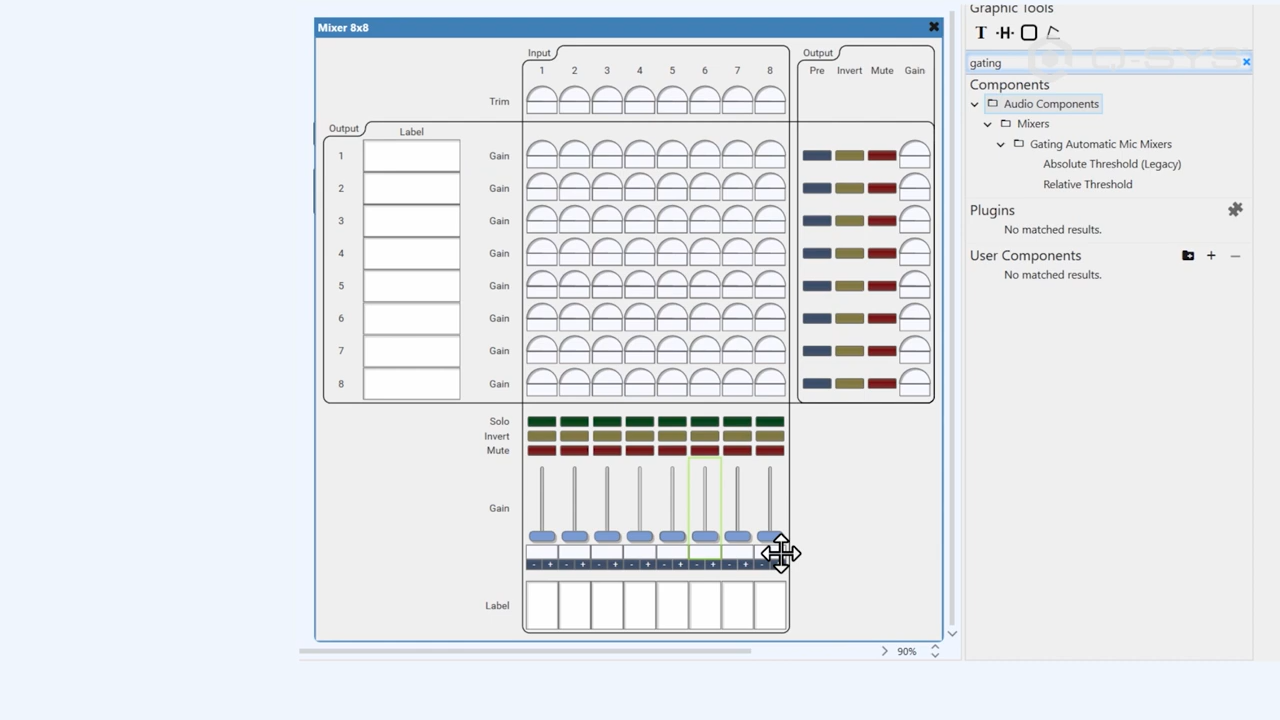 Mixer 8x8
Input
1 2 3 4 5 6 7 8
Trim
Output
Pre Invert Mute Gain
Output
Label
1 Gain
2 Gain
3 Gain
4 Gain
5 Gain
6 Gain
7 Gain
8 Gain
Solo
Invert
Mute
Gain
- + - + - + - + - + - + - + -
Label
90%
Graphic Tools
T ·H·
Q-SYS
gating
Components
Audio Components
Mixers
Gating Automatic Mic Mixers
Absolute Threshold (Legacy)
Relative Threshold
Plugins
No matched results.
User Components
No matched results.